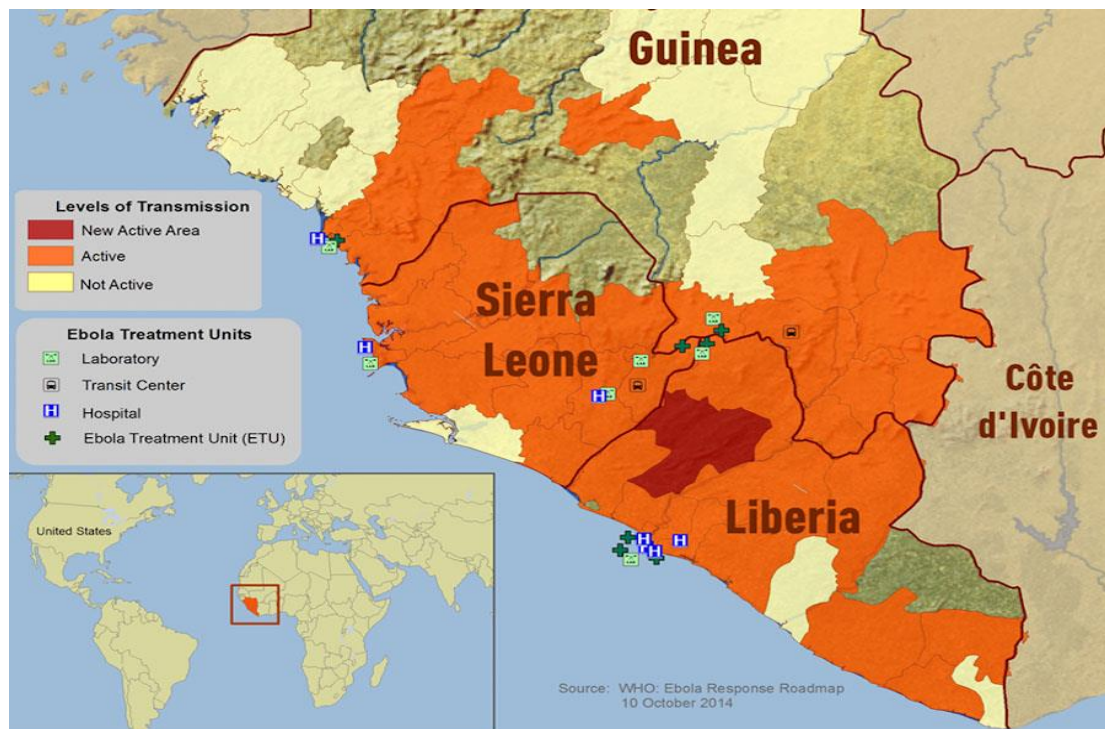 Guinea
Levels of Transmission
New Active Area
Active
Not Active
Sierra
Leone
Ebola Treatment Units
Laboratory
Transit Center
Hospital
Ebola Treatment Unit (ETU)
Côte
d'Ivoire
Liberia
United States
Source: WHO: Ebola Response Roadmap
10 October 2014